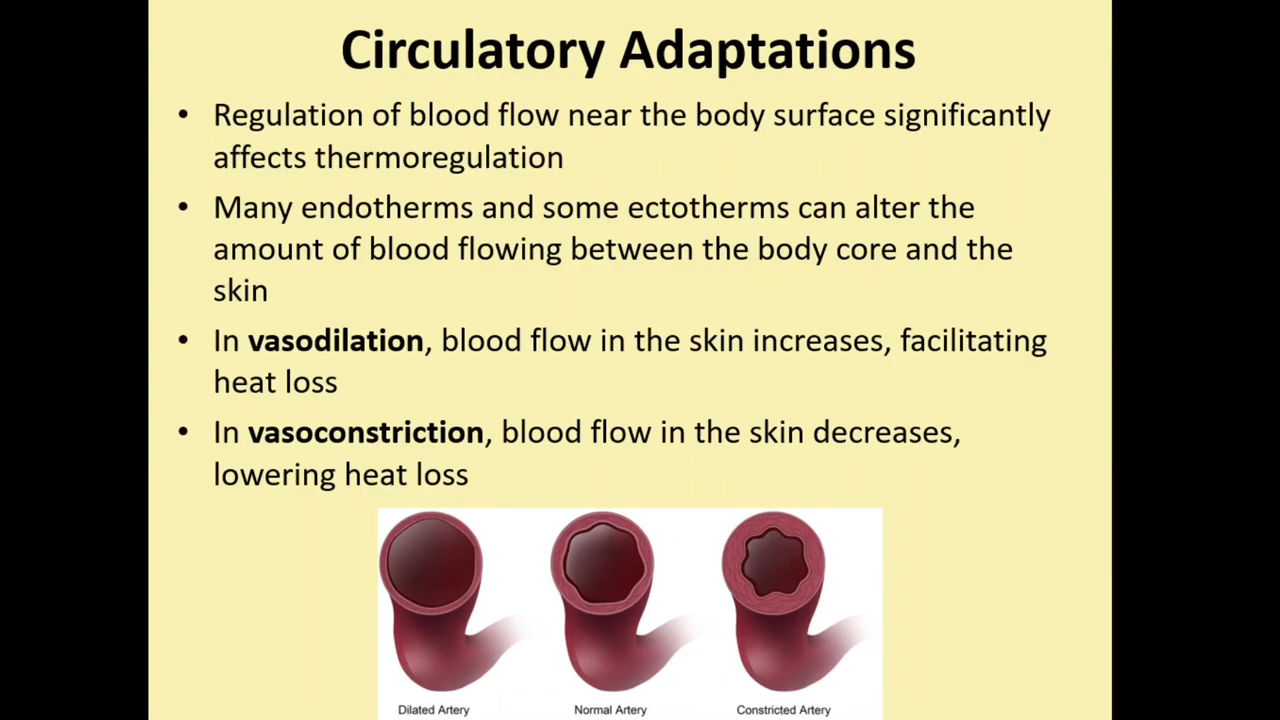 Circulatory Adaptations
• Regulation of blood flow near the body surface significantly
affects thermoregulation
• Many endotherms and some ectotherms can alter the
amount of blood flowing between the body core and the
skin
• In vasodilation, blood flow in the skin increases, facilitating
heat loss
• In vasoconstriction, blood flow in the skin decreases,
lowering heat loss
Dilated Artery
Normal Artery
Constricted Artery